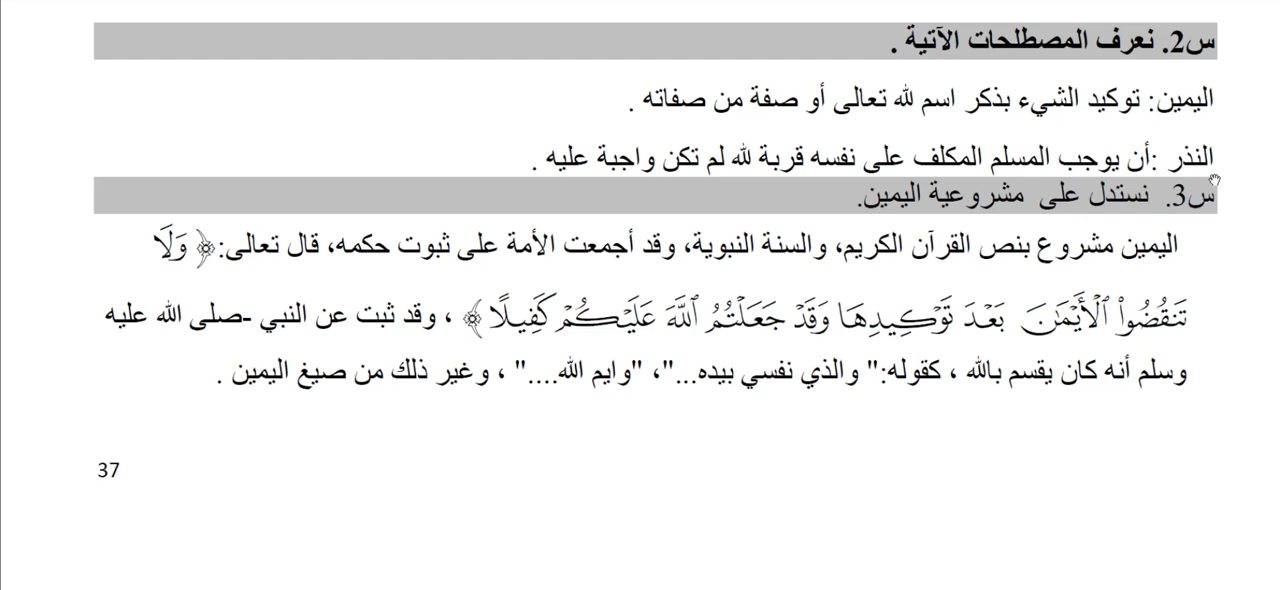 س2. نعرف المصطلحات الآتية .
اليمين: توكيد الشيء بذكر اسم لله تعالى أو صفة من صفاته .
النذر :أن يوجب المسلم المكلف على نفسه قربة لله لم تكن واجبة عليه .
س3. نستدل على مشروعية اليمين.
اليمين مشروع بنص القرآن الكريم، والسنة النبوية، وقد أجمعت الأمة على ثبوت حكمه، قال تعالى:﴿ وَلَا
تَنقُضُوا۟ ٱلْأَيْمَـٰنَ بَعْدَ تَوْكِيدِهَا وَقَدْ جَعَلْتُمُ ٱللَّهَ عَلَيْكُمْ كَفِيلًا ﴾ ، وقد ثبت عن النبي -صلى الله عليه
وسلم أنه كان يقسم بالله ، كقوله:" والذي نفسي بيده..."، "وايم الله...." ، وغير ذلك من صيغ اليمين .
37